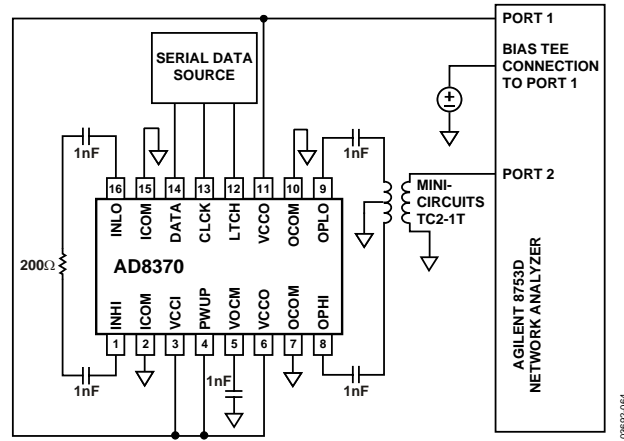 PORT 1
BIAS TEE
CONNECTION
TO PORT 1
SERIAL DATA
SOURCE
1nF
1nF
16
15
14
13
12
11
10
9
INLO
ICOM
DATA
CLCK
LTCH
VCCO
OCOM
OPLO
MINI-
CIRCUITS
TC2-1T
PORT 2
200Ω
AD8370
INHI
ICOM
VCCI
PWUP
VOCM
VCCO
OCOM
OPHI
1
2
3
4
5
6
7
8
1nF
1nF
1nF
AGILENT 8753D
NETWORK ANALYZER
03692-064